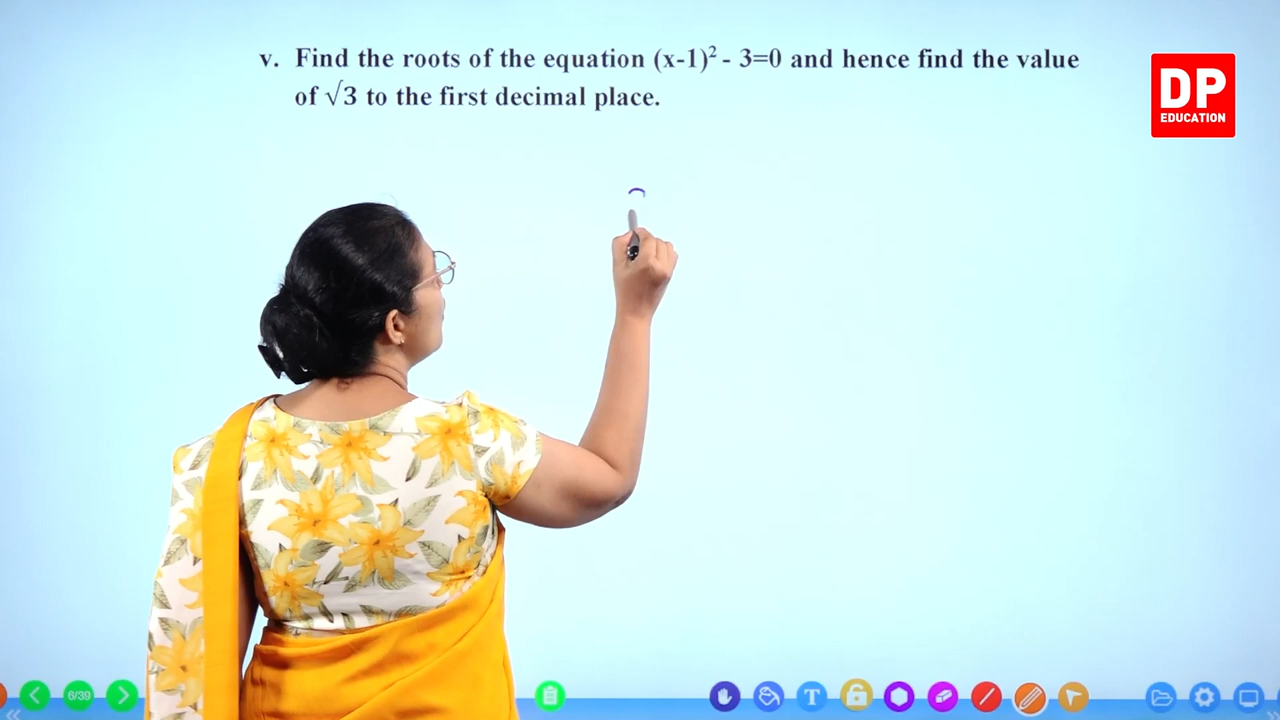 v. Find the roots of the equation (x-1)² - 3=0 and hence find the value
of √3 to the first decimal place.
DP
EDUCATION
6/39
T